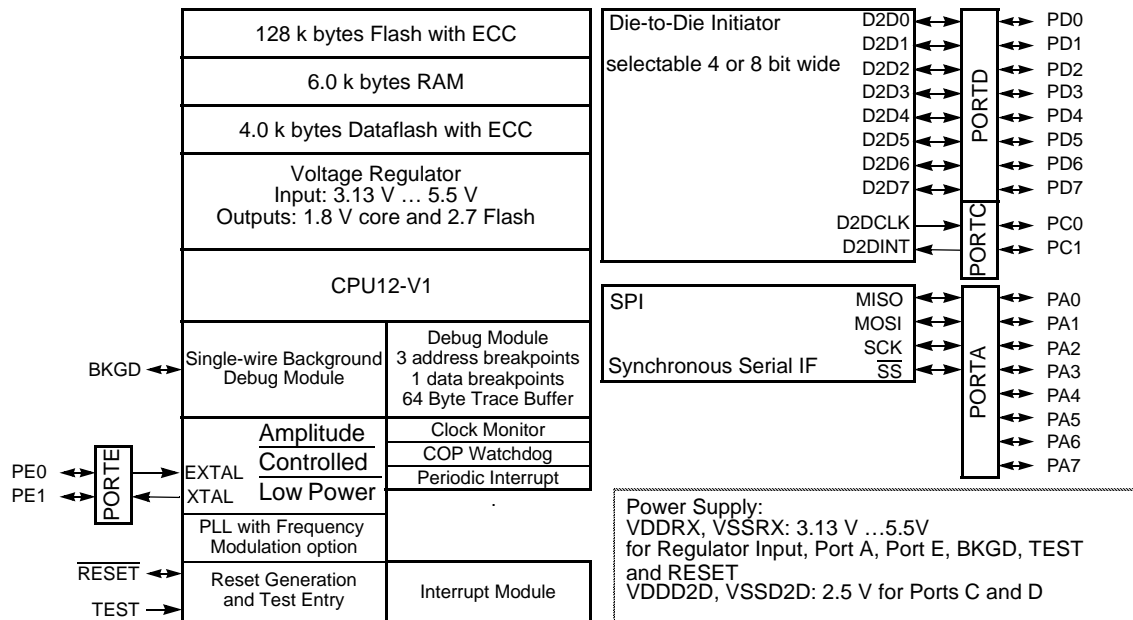 128 k bytes Flash with ECC
6.0 k bytes RAM
4.0 k bytes Dataflash with ECC
Voltage Regulator
Input: 3.13 V … 5.5 V
Outputs: 1.8 V core and 2.7 Flash
CPU12-V1
BKGD
Single-wire Background
Debug Module
Debug Module
3 address breakpoints
1 data breakpoints
64 Byte Trace Buffer
PE0
PE1
PORTE
EXTAL
XTAL
Amplitude
Controlled
Low Power
Clock Monitor
COP Watchdog
Periodic Interrupt
.
PLL with Frequency
Modulation option
RESET
TEST
Reset Generation
and Test Entry
Interrupt Module
Die-to-Die Initiator
selectable 4 or 8 bit wide
D2D0
D2D1
D2D2
D2D3
D2D4
D2D5
D2D6
D2D7
D2DCLK
D2DINT
PORTD
PORTC
PD0
PD1
PD2
PD3
PD4
PD5
PD6
PD7
PC0
PC1
SPI
Synchronous Serial IF
MISO
MOSI
SCK
SS
PORTA
PA0
PA1
PA2
PA3
PA4
PA5
PA6
PA7
Power Supply:
VDDRX, VSSRX: 3.13 V …5.5V
for Regulator Input, Port A, Port E, BKGD, TEST
and RESET
VDDD2D, VSSD2D: 2.5 V for Ports C and D